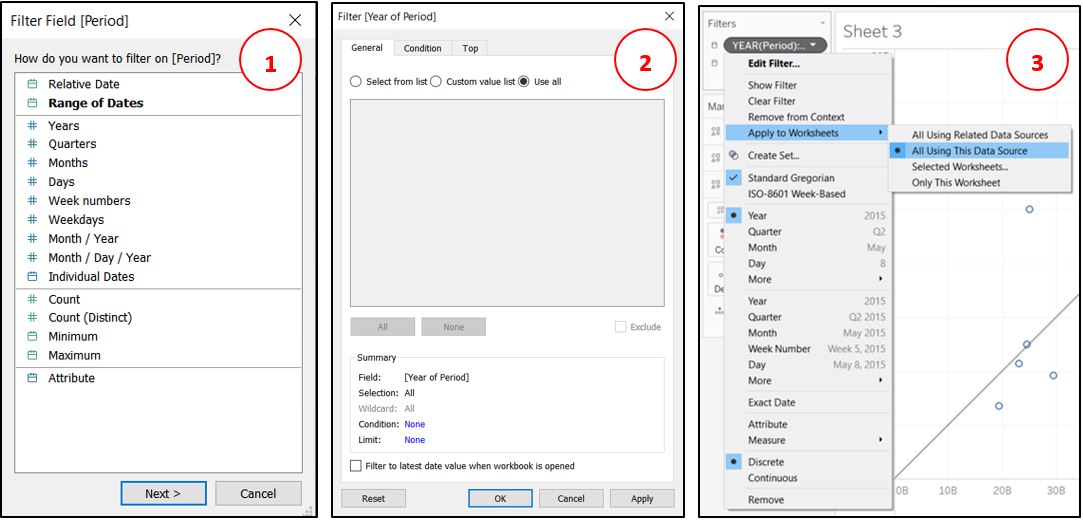 Filter Field [Period]
1
How do you want to filter on [Period]?
Relative Date
Range of Dates
Years
Quarters
Months
Days
Week numbers
Weekdays
Month / Year
Month / Day / Year
Individual Dates
Count
Count (Distinct)
Minimum
Maximum
Attribute
Next >
Cancel
Filter [Year of Period]
2
General
Condition
Top
Select from list
Custom value list
Use all
All
None
Exclude
Summary
Field: [Year of Period]
Selection: All
Wildcard: All
Condition: None
Limit: None
Filter to latest date value when workbook is opened
Reset
OK
Cancel
Apply
Filters
YEAR(Period):..
Sheet 3
3
Edit Filter...
Show Filter
Clear Filter
Remove from Context
Apply to Worksheets
All Using Related Data Sources
All Using This Data Source
Selected Worksheets...
Only This Worksheet
Create Set...
Standard Gregorian
ISO-8601 Week-Based
Year 2015
Quarter Q2
Month May
Day 8
More
Year 2015
Quarter Q2 2015
Month May 2015
Week Number Week 5, 2015
Day May 8, 2015
More
Exact Date
Attribute
Measure
Discrete
Continuous
Remove
0B
10B
20B
30B